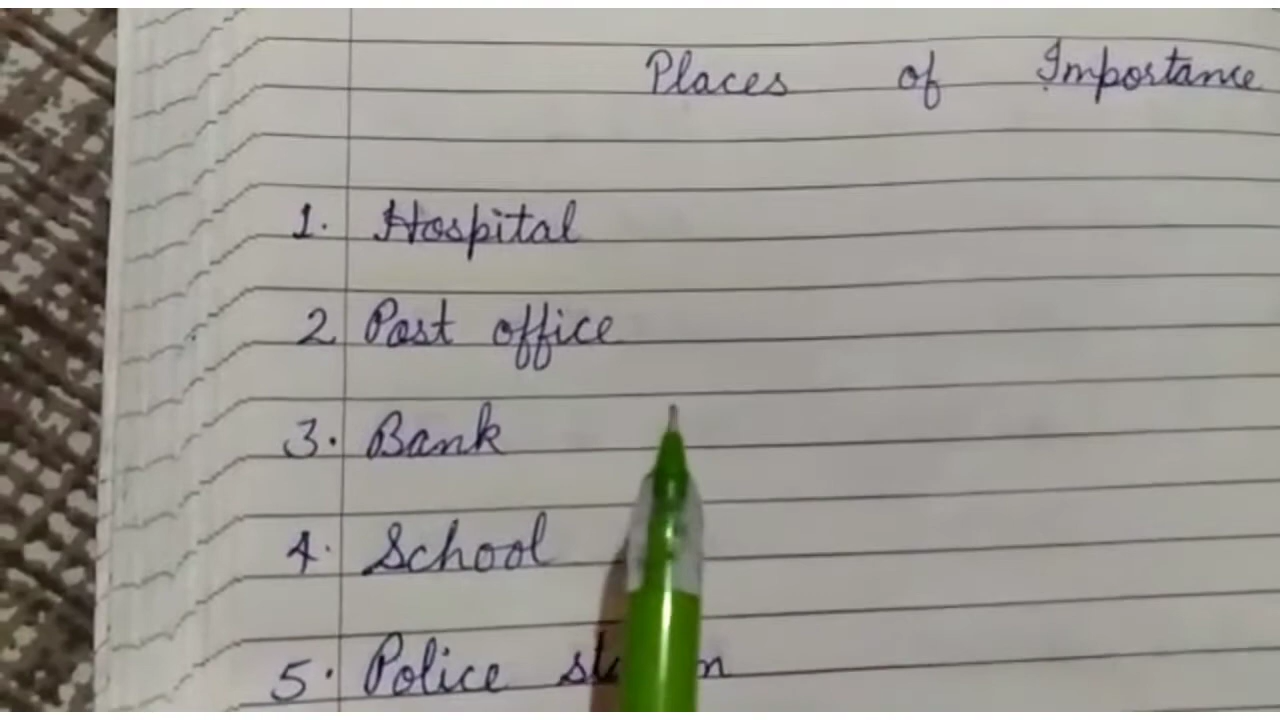 Places of Importance
1. Hospital
2. Post office
3. Bank
4. School
5. Police